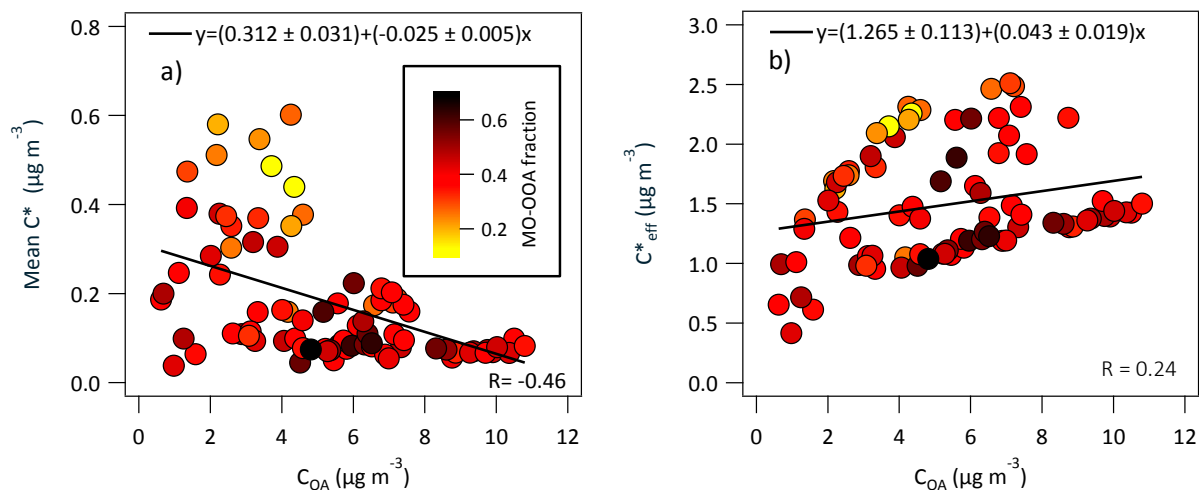 y=(0.312 ± 0.031)+(-0.025 ± 0.005)x
a)
0.8
0.6
0.4
0.2
0.0
Mean C* (µg m⁻³)
0.6
0.4
0.2
MO-OOA fraction
R= -0.46
0 2 4 6 8 10 12
C_OA (µg m⁻³)
y=(1.265 ± 0.113)+(0.043 ± 0.019)x
b)
3.0
2.5
2.0
1.5
1.0
0.5
0.0
C*_eff (µg m⁻³)
R = 0.24
0 2 4 6 8 10 12
C_OA (µg m⁻³)